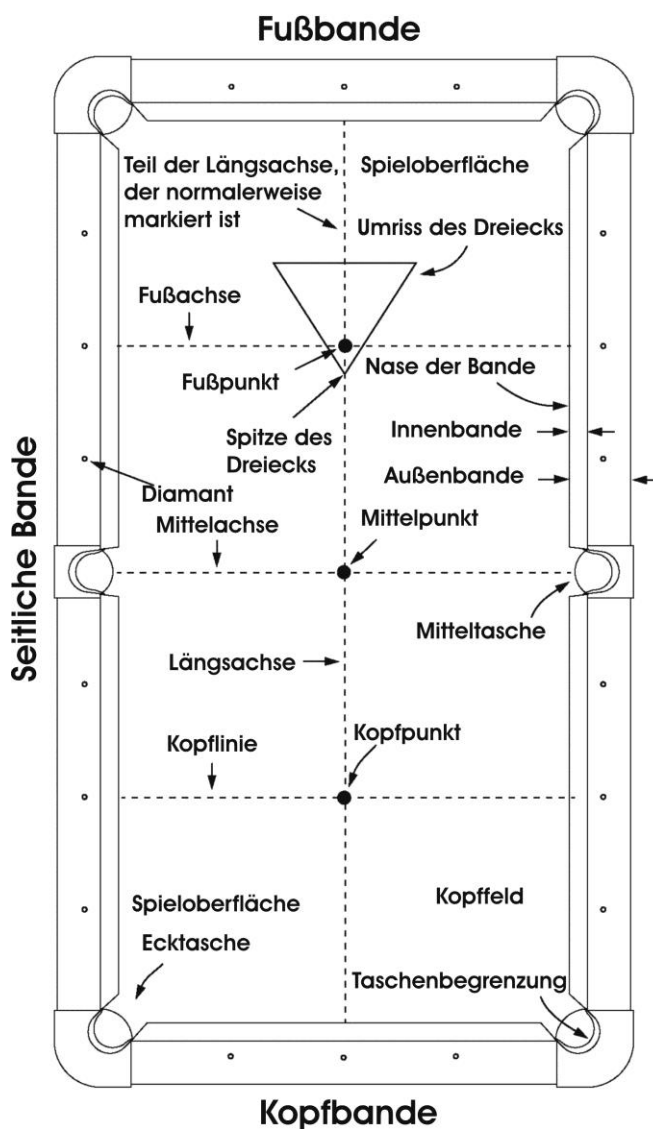 Fußbande
Teil der Längsachse,
der normalerweise
markiert ist
Spieloberfläche
Umriss des Dreiecks
Fußachse
Fußpunkt
Nase der Bande
Spitze des
Dreiecks
Innenbande
Außenbande
Diamant
Seitliche Bande
Mittelachse
Mittelpunkt
Mitteltasche
Längsachse
Kopflinie
Kopfpunkt
Spieloberfläche
Kopffeld
Ecktasche
Taschenbegrenzung
Kopfbande